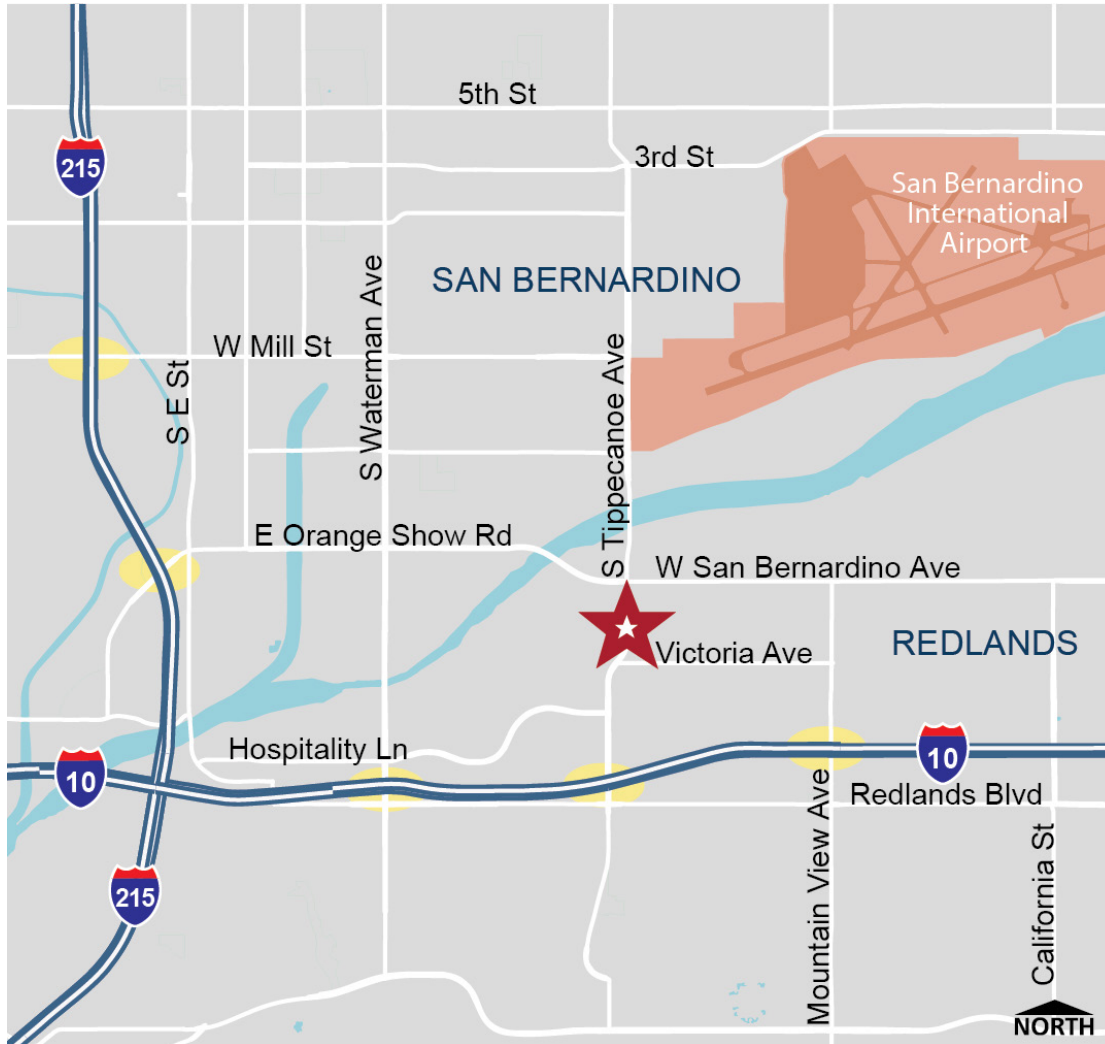 5th St
215
3rd St
San Bernardino
International
Airport
SAN BERNARDINO
S Waterman Ave
W Mill St
S E St
S Tippecanoe Ave
E Orange Show Rd
W San Bernardino Ave
REDLANDS
Victoria Ave
Hospitality Ln
10
10
Redlands Blvd
Mountain View Ave
California St
215
NORTH